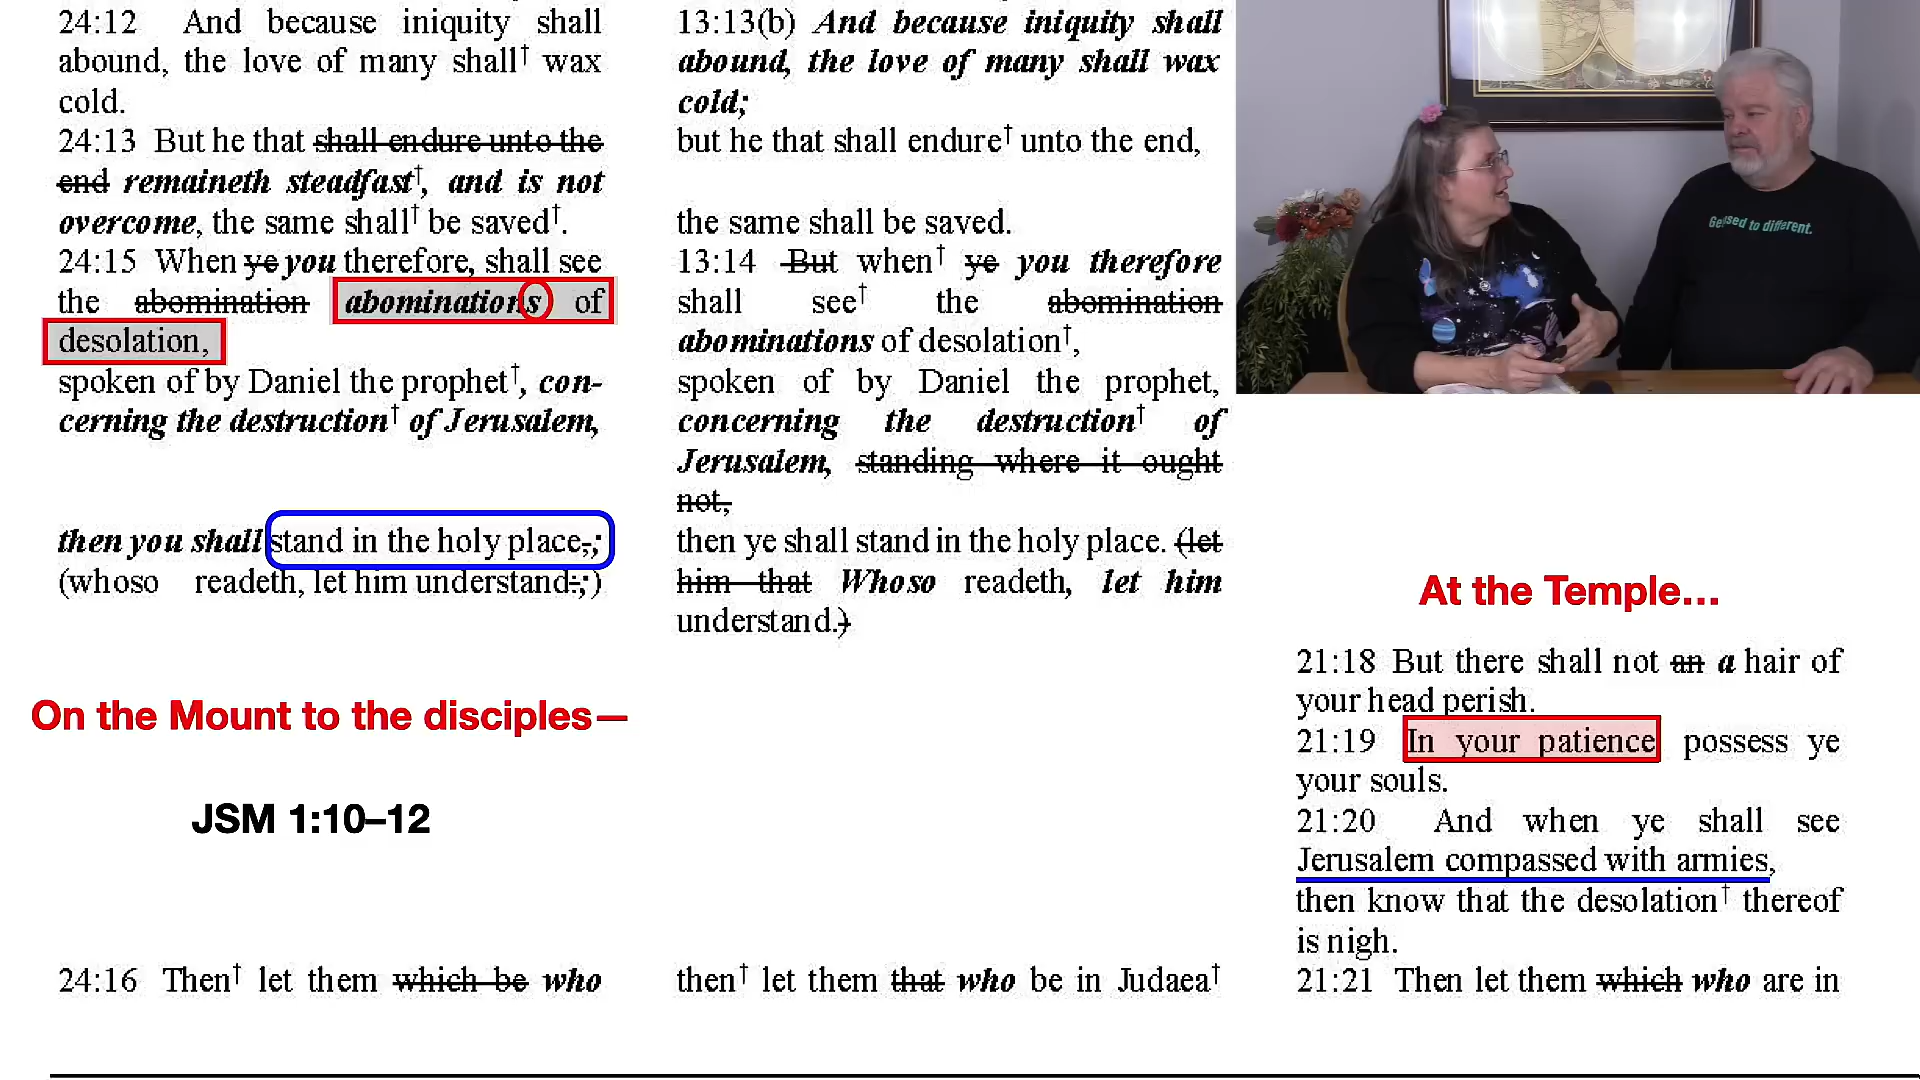 24:12 And because iniquity shall
abound, the love of many shall† wax
cold.
24:13 But he that shall endure unto the
end remaineth steadfast†, and is not
overcome, the same shall† be saved†.
24:15 When ye you therefore, shall see
the abomination abominations of
desolation,
spoken of by Daniel the prophet†, con-
cerning the destruction† of Jerusalem,
then you shall stand in the holy place,;
(whoso readeth, let him understand:;)
On the Mount to the disciples—
JSM 1:10–12
24:16 Then† let them which be who
13:13(b) And because iniquity shall
abound, the love of many shall wax
cold;
but he that shall endure† unto the end,
the same shall be saved.
13:14 But when† ye you therefore
shall see† the abomination
abominations of desolation†,
spoken of by Daniel the prophet,
concerning the destruction† of
Jerusalem, standing where it ought
not,
then ye shall stand in the holy place. (let
him that Whoso readeth, let him
understand.)
then† let them that who be in Judaea†
Get used to different.
At the Temple...
21:18 But there shall not an a hair of
your head perish.
21:19 In your patience possess ye
your souls.
21:20 And when ye shall see
Jerusalem compassed with armies,
then know that the desolation† thereof
is nigh.
21:21 Then let them which who are in